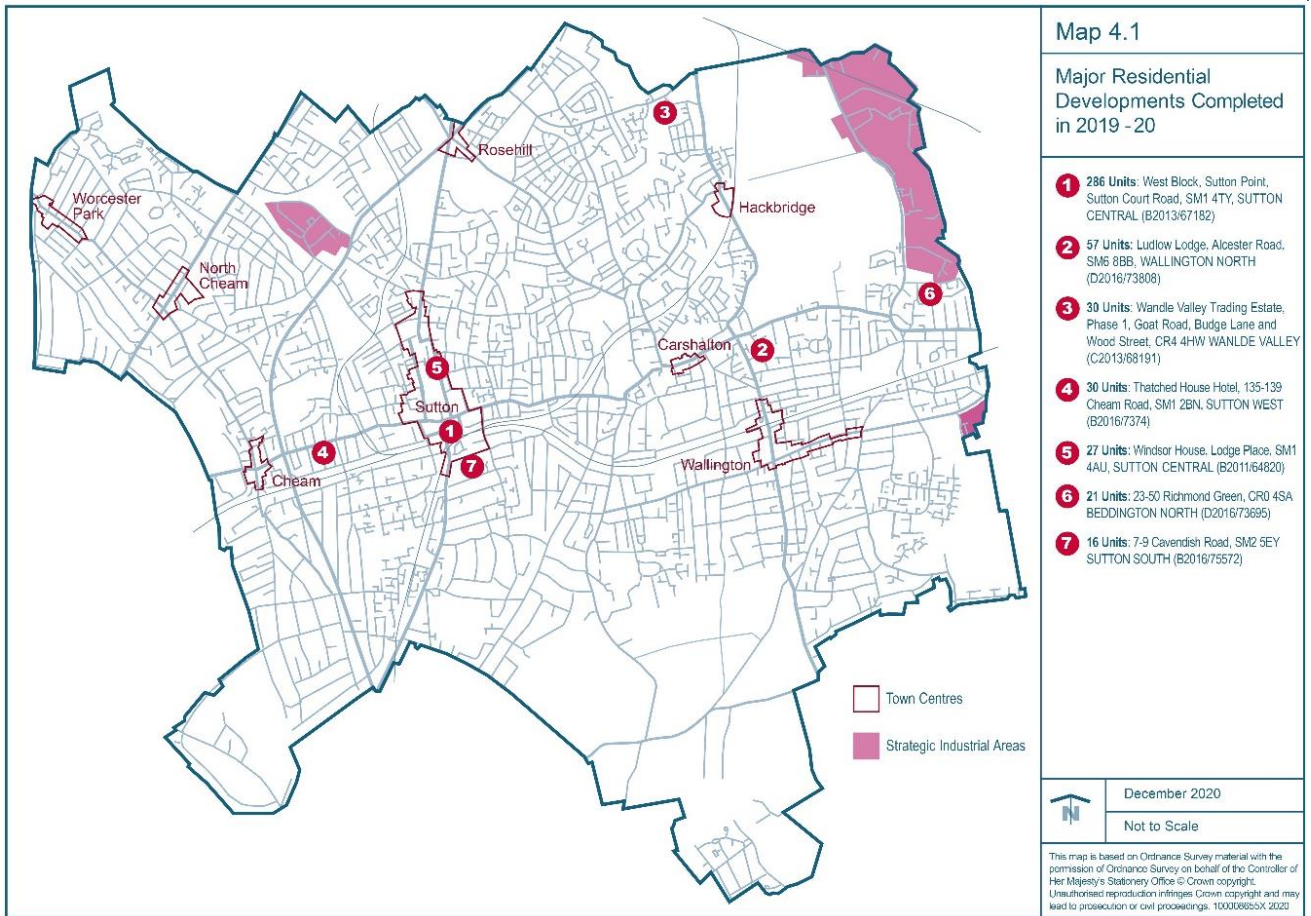 Map 4.1
Major Residential
Developments Completed
in 2019 - 20
1 286 Units: West Block, Sutton Point,
Sutton Court Road, SM1 4TY, SUTTON
CENTRAL (B2013/67182)
2 57 Units: Ludlow Lodge, Alcester Road,
SM6 8BB, WALLINGTON NORTH
(D2016/73808)
3 30 Units: Wandle Valley Trading Estate,
Phase 1, Goat Road, Budge Lane and
Wood Street, CR4 4HW WANLDE VALLEY
(C2013/68191)
4 30 Units: Thatched House Hotel, 135-139
Cheam Road, SM1 2BN, SUTTON WEST
(B2016/7374)
5 27 Units: Windsor House, Lodge Place, SM1
4AU, SUTTON CENTRAL (B2011/64820)
6 21 Units: 23-50 Richmond Green, CR0 4SA
BEDDINGTON NORTH (D2016/73695)
7 16 Units: 7-9 Cavendish Road, SM2 5EY
SUTTON SOUTH (B2016/75572)
3
Rosehill
Worcester
Park
Hackbridge
North
Cheam
6
Carshalton
2
5
Sutton
1
4
7
Cheam
Wallington
Town Centres
Strategic Industrial Areas
N
December 2020
Not to Scale
This map is based on Ordnance Survey material with the
permission of Ordnance Survey on behalf of the Controller of
Her Majesty's Stationery Office © Crown copyright.
Unauthorised reproduction infringes Crown copyright and may
lead to prosecution or civil proceedings. 100008655X 2020